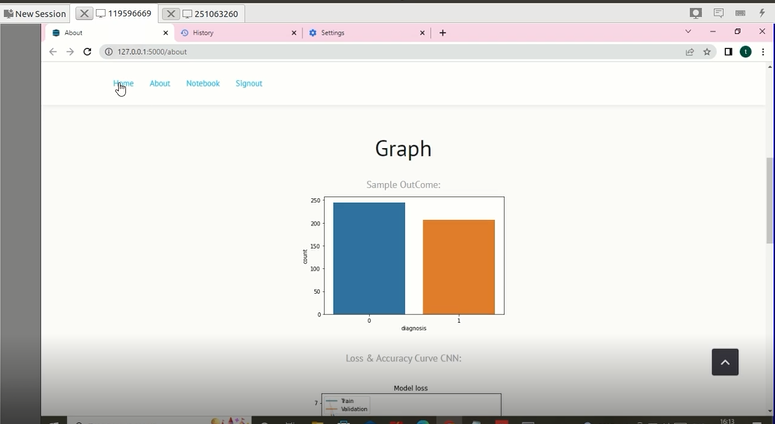 New Session
119596669
251063260
About
History
Settings
127.0.0.1:5000/about
Home About Notebook Signout
Graph
Sample OutCome:
250
200
150
100
50
0
count
0 1
diagnosis
Loss & Accuracy Curve CNN:
Model loss
7
Train
Validation
t
16:13